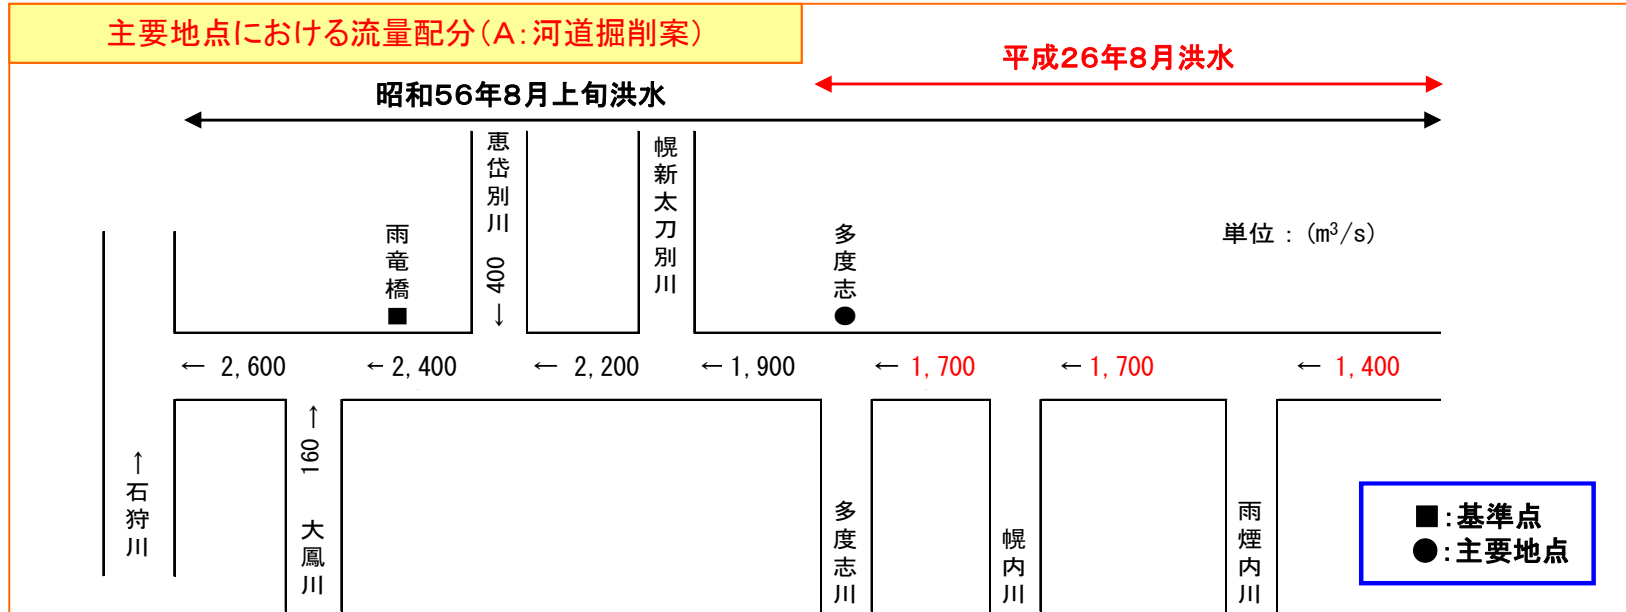 主要地点における流量配分（A：河道掘削案）
平成26年8月洪水
昭和56年8月上旬洪水
恵岱別川
400 →
幌新太刀別川
雨竜橋
■
多度志
●
単位：(m³/s)
← 2,600
← 2,400
← 2,200
← 1,900
← 1,700
← 1,700
← 1,400
→石狩川
160 →
大鳳川
多度志川
幌内川
雨煙内川
■：基準点
●：主要地点